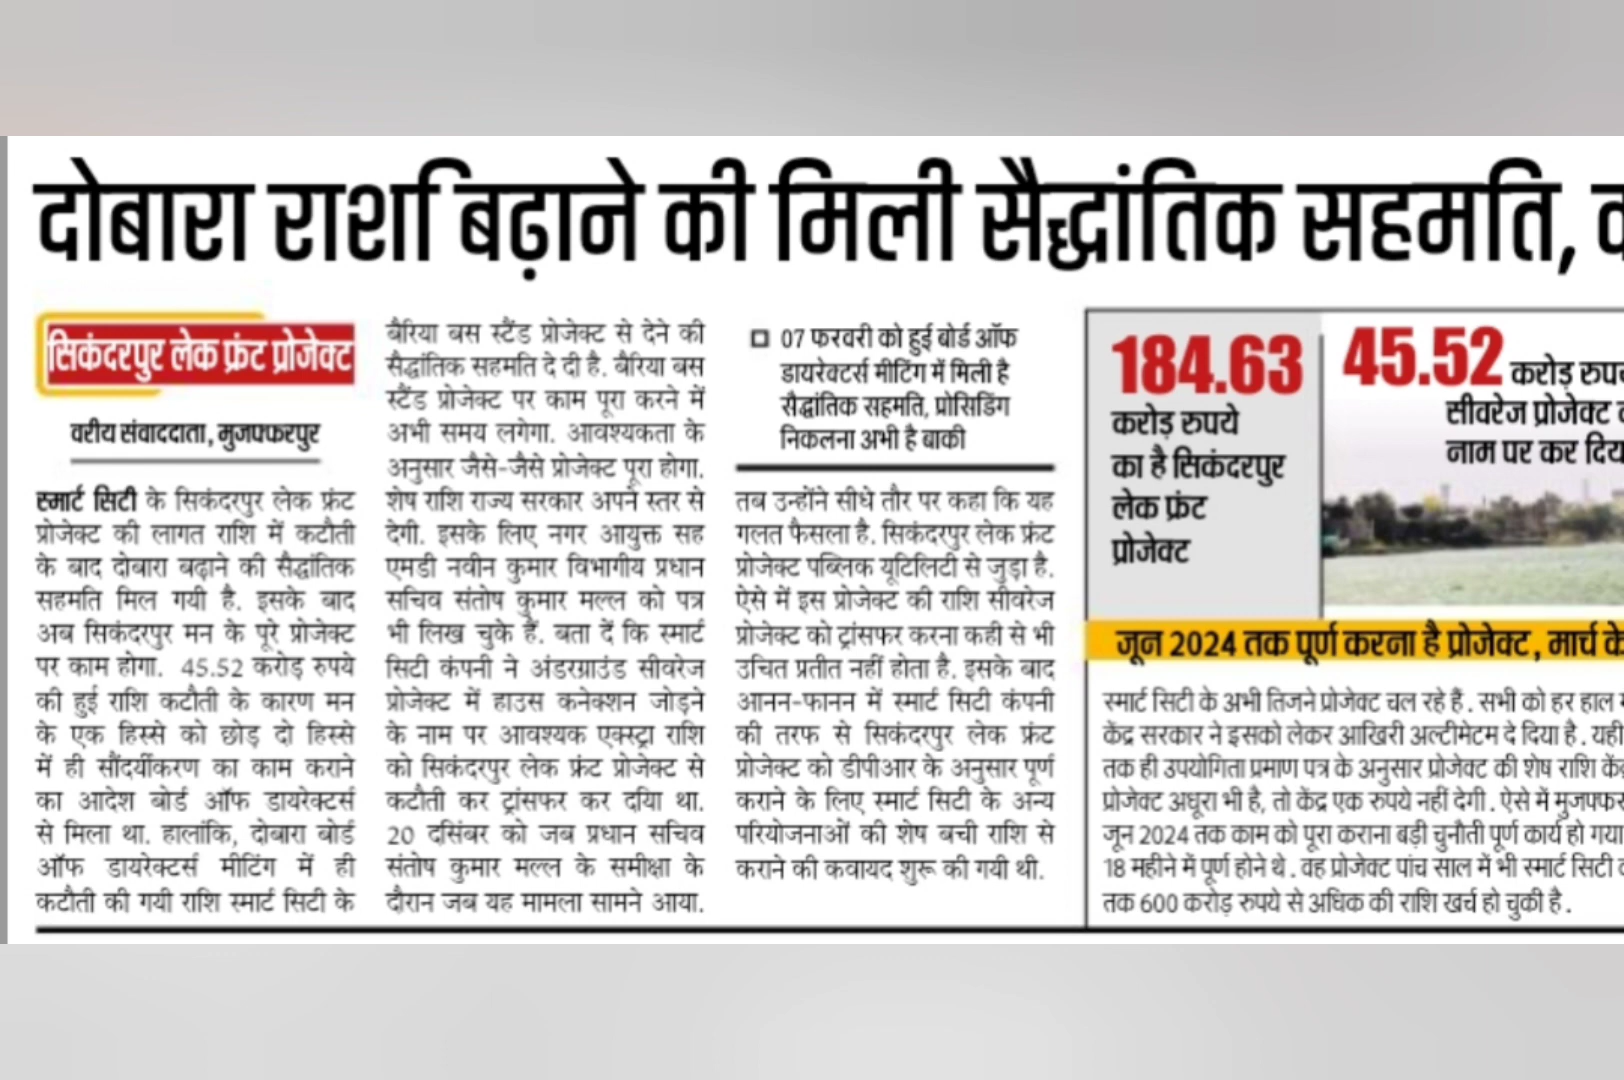 दोबारा राशि बढ़ाने की मिली सैद्धांतिक सहमति,
सिकंदरपुर लेक फ्रंट प्रोजेक्ट
वरीय संवाददाता, मुजफ्फरपुर
स्मार्ट सिटी के सिकंदरपुर लेक फ्रंट
प्रोजेक्ट की लागत राशि में कटौती
के बाद दोबारा बढ़ाने की सैद्धांतिक
सहमति मिल गयी है. इसके बाद
अब सिकंदरपुर मन के पूरे प्रोजेक्ट
पर काम होगा. 45.52 करोड़ रुपये
की हुई राशि कटौती के कारण मन
के एक हिस्से को छोड़ दो हिस्से
में ही सौंदर्यीकरण का काम कराने
का आदेश बोर्ड ऑफ डायरेक्टर्स
से मिला था. हालांकि, दोबारा बोर्ड
ऑफ डायरेक्टर्स मीटिंग में ही
कटौती की गयी राशि स्मार्ट सिटी के
बैरिया बस स्टैंड प्रोजेक्ट से देने की
सैद्धांतिक सहमति दे दी है. बैरिया बस
स्टैंड प्रोजेक्ट पर काम पूरा करने में
अभी समय लगेगा. आवश्यकता के
अनुसार जैसे-जैसे प्रोजेक्ट पूरा होगा.
शेष राशि राज्य सरकार अपने स्तर से
देगी. इसके लिए नगर आयुक्त सह
एमडी नवीन कुमार विभागीय प्रधान
सचिव संतोष कुमार मल्ल को पत्र
भी लिख चुके हैं. बता दें कि स्मार्ट
सिटी कंपनी ने अंडरग्राउंड सीवरेज
प्रोजेक्ट में हाउस कनेक्शन जोड़ने
के नाम पर आवश्यक एक्स्ट्रा राशि
को सिकंदरपुर लेक फ्रंट प्रोजेक्ट से
कटौती कर ट्रांसफर कर दिया था.
20 दिसंबर को जब प्रधान सचिव
संतोष कुमार मल्ल के समीक्षा के
दौरान जब यह मामला सामने आया.
07 फरवरी को हुई बोर्ड ऑफ
डायरेक्टर्स मीटिंग में मिली है
सैद्धांतिक सहमति, प्रोसिडिंग
निकलना अभी है बाकी
तब उन्होंने सीधे तौर पर कहा कि यह
गलत फैसला है. सिकंदरपुर लेक फ्रंट
प्रोजेक्ट पब्लिक यूटिलिटी से जुड़ा है.
ऐसे में इस प्रोजेक्ट की राशि सीवरेज
प्रोजेक्ट को ट्रांसफर करना कही से भी
उचित प्रतीत नहीं होता है. इसके बाद
आनन-फानन में स्मार्ट सिटी कंपनी
की तरफ से सिकंदरपुर लेक फ्रंट
प्रोजेक्ट को डीपीआर के अनुसार पूर्ण
कराने के लिए स्मार्ट सिटी के अन्य
परियोजनाओं की शेष बची राशि से
कराने की कवायद शुरू की गयी थी.
184.63
करोड़ रुपये
का है सिकंदरपुर
लेक फ्रंट
प्रोजेक्ट
45.52 करोड़
सीवरेज प्रोजेक्ट
नाम पर कर
जून 2024 तक पूर्ण करना है प्रोजेक्ट, मार्च के
स्मार्ट सिटी के अभी जितने प्रोजेक्ट चल रहे हैं. सभी को हर हाल
केंद्र सरकार ने इसको लेकर आखिरी अल्टीमेटम दे दिया है. यही
तक ही उपयोगिता प्रमाण पत्र के अनुसार प्रोजेक्ट की शेष राशि
प्रोजेक्ट अधूरा भी है, तो केंद्र एक रुपये नहीं देगी. ऐसे में
जून 2024 तक काम को पूरा कराना बड़ी चुनौती पूर्ण कार्य हो
18 महीने में पूर्ण होने थे. वह प्रोजेक्ट पांच साल में भी स्मार्ट सिटी
तक 600 करोड़ रुपये से अधिक की राशि खर्च हो चुकी है.